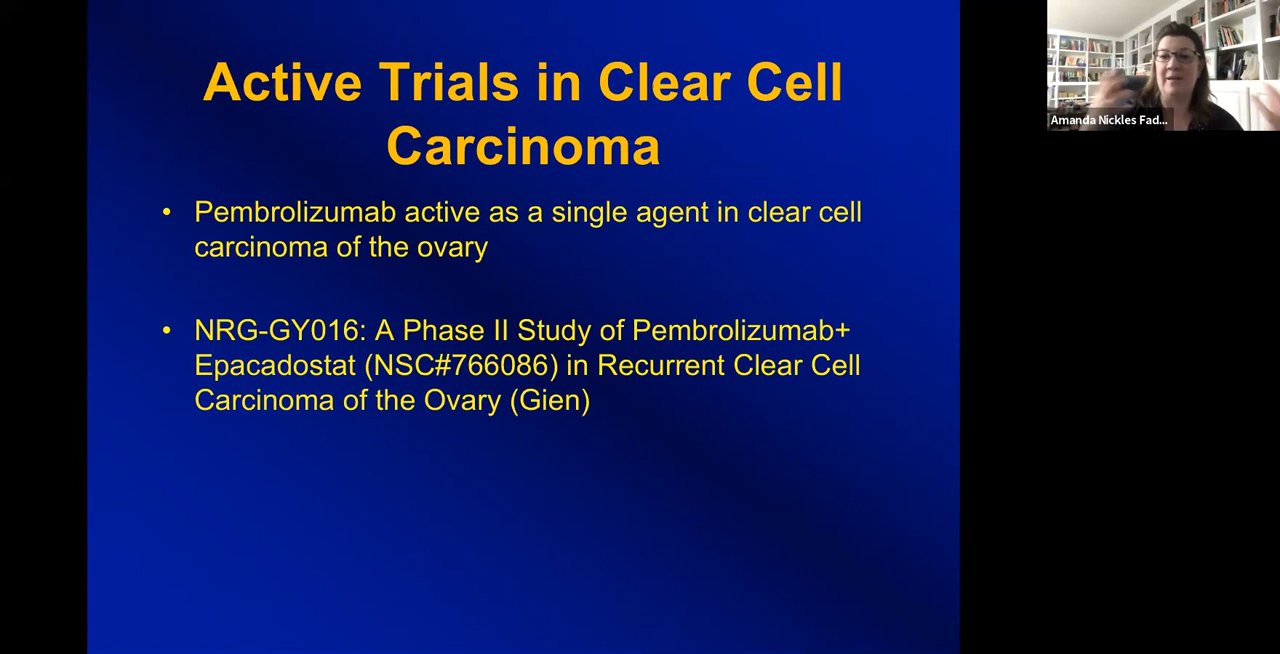 Active Trials in Clear Cell
Carcinoma
• Pembrolizumab active as a single agent in clear cell
carcinoma of the ovary
• NRG-GY016: A Phase II Study of Pembrolizumab+
Epacadostat (NSC#766086) in Recurrent Clear Cell
Carcinoma of the Ovary (Gien)
Amanda Nickles Fad...